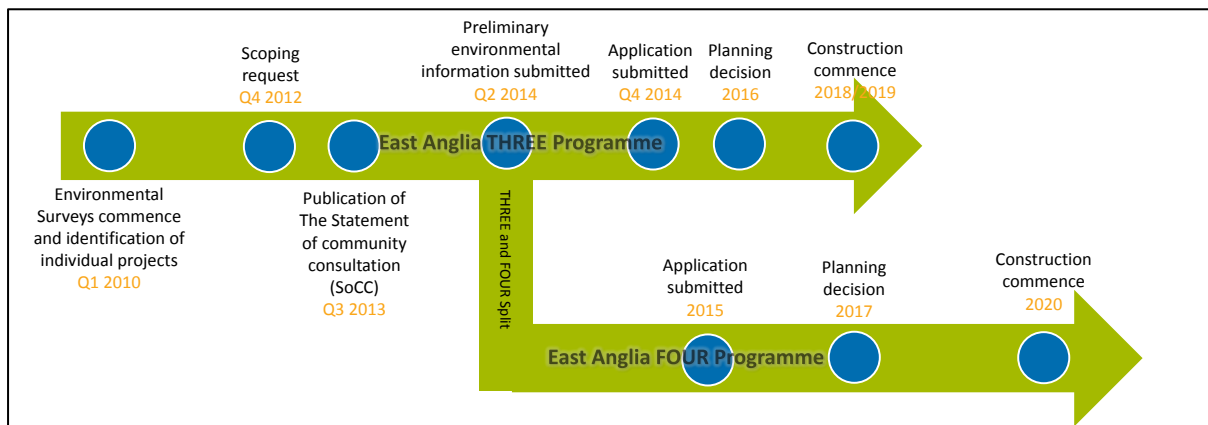 Scoping
request
Q4 2012
Preliminary
environmental
information submitted
Q2 2014
Application
submitted
Q4 2014
Planning
decision
2016
Construction
commence
2018/2019
East Anglia THREE Programme
Environmental
Surveys commence
and identification of
individual projects
Q1 2010
Publication of
The Statement
of community
consultation
(SoCC)
Q3 2013
THREE and FOUR Split
Application
submitted
2015
Planning
decision
2017
Construction
commence
2020
East Anglia FOUR Programme